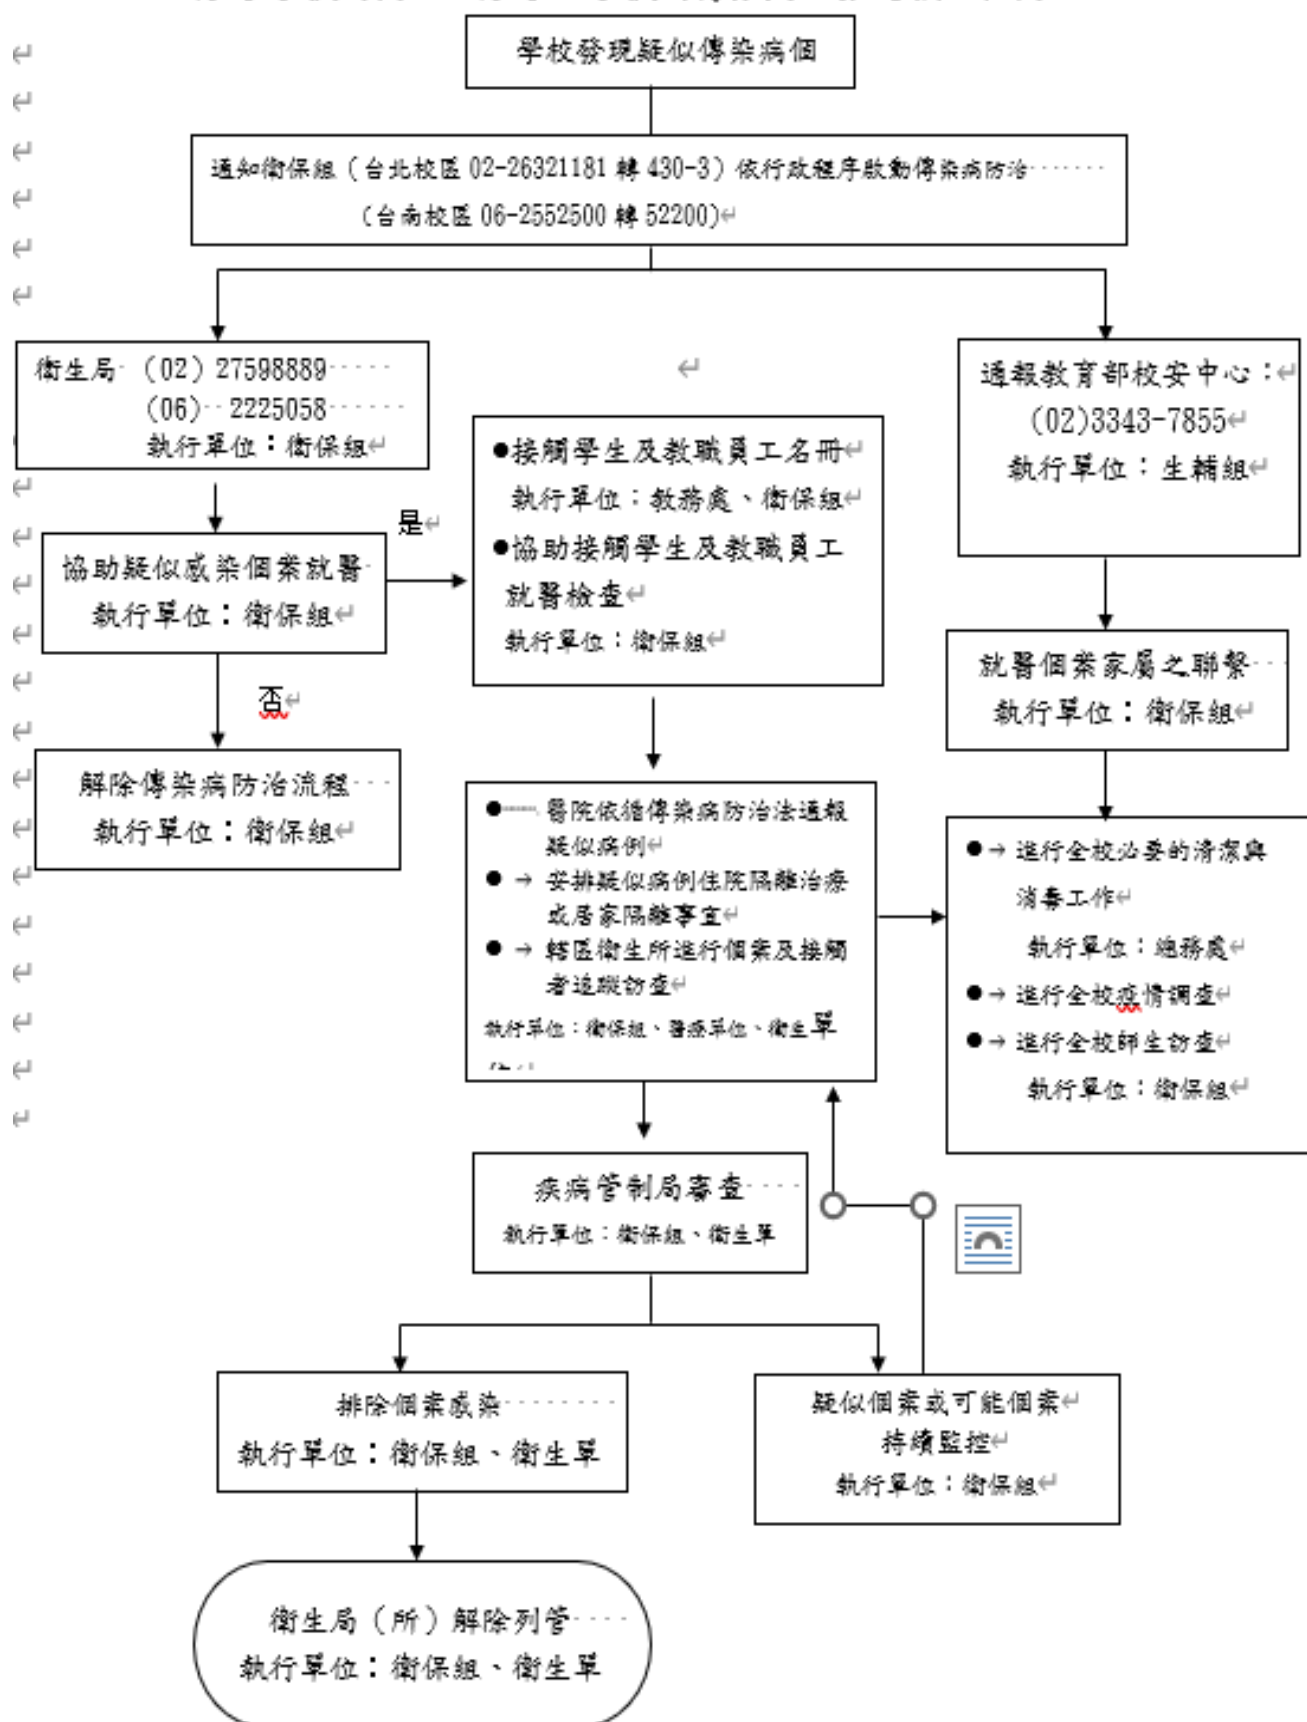 學校發現疑似傳染病個
通知衛保組（台北校區 02-26321181 轉 430-3）依行政程序啟動傳染病防治
(台南校區 06-2552500 轉 52200)
衛生局 (02) 27598889
(06) 2225058
執行單位：衛保組
通報教育部校安中心：
(02)3343-7855
執行單位：生輔組
●接觸學生及教職員工名冊
執行單位：教務處、衛保組
●協助接觸學生及教職員工
就醫檢查
執行單位：衛保組
是
協助疑似感染個案就醫
執行單位：衛保組
否
就醫個案家屬之聯繫
執行單位：衛保組
解除傳染病防治流程
執行單位：衛保組
● 醫院依循傳染病防治法通報
疑似病例
● → 安排疑似病例住院隔離治療
或居家隔離事宜
● → 轄區衛生所進行個案及接觸
者追蹤訪查
執行單位：衛保組、醫療單位、衛生單
● → 進行全校必要的清潔與
消毒工作
執行單位：總務處
● → 進行全校疫情調查
● → 進行全校師生訪查
執行單位：衛保組
疾病管制局審查
執行單位：衛保組、衛生單
排除個案感染
執行單位：衛保組、衛生單
疑似個案或可能個案
持續監控
執行單位：衛保組
衛生局（所）解除列管
執行單位：衛保組、衛生單